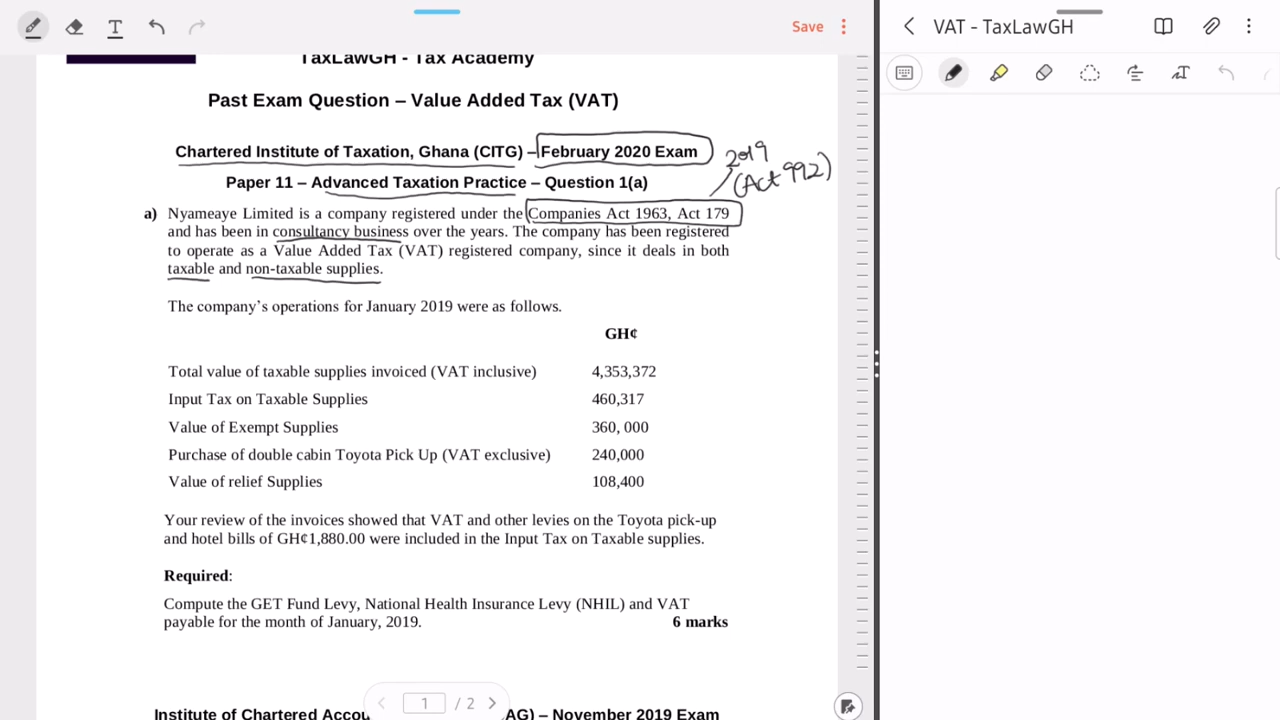 Save
VAT - TaxLawGH
TaxLawGH - Tax Academy
Past Exam Question – Value Added Tax (VAT)
Chartered Institute of Taxation, Ghana (CITG) – February 2020 Exam
2019
(Act 992)
Paper 11 – Advanced Taxation Practice – Question 1(a)
a) Nyameaye Limited is a company registered under the Companies Act 1963, Act 179
and has been in consultancy business over the years. The company has been registered
to operate as a Value Added Tax (VAT) registered company, since it deals in both
taxable and non-taxable supplies.
The company's operations for January 2019 were as follows.
GH¢
Total value of taxable supplies invoiced (VAT inclusive) 4,353,372
Input Tax on Taxable Supplies 460,317
Value of Exempt Supplies 360, 000
Purchase of double cabin Toyota Pick Up (VAT exclusive) 240,000
Value of relief Supplies 108,400
Your review of the invoices showed that VAT and other levies on the Toyota pick-up
and hotel bills of GH¢1,880.00 were included in the Input Tax on Taxable supplies.
Required:
Compute the GET Fund Levy, National Health Insurance Levy (NHIL) and VAT
payable for the month of January, 2019. 6 marks
1 / 2
Institute of Chartered Accou AG) – November 2019 Exam